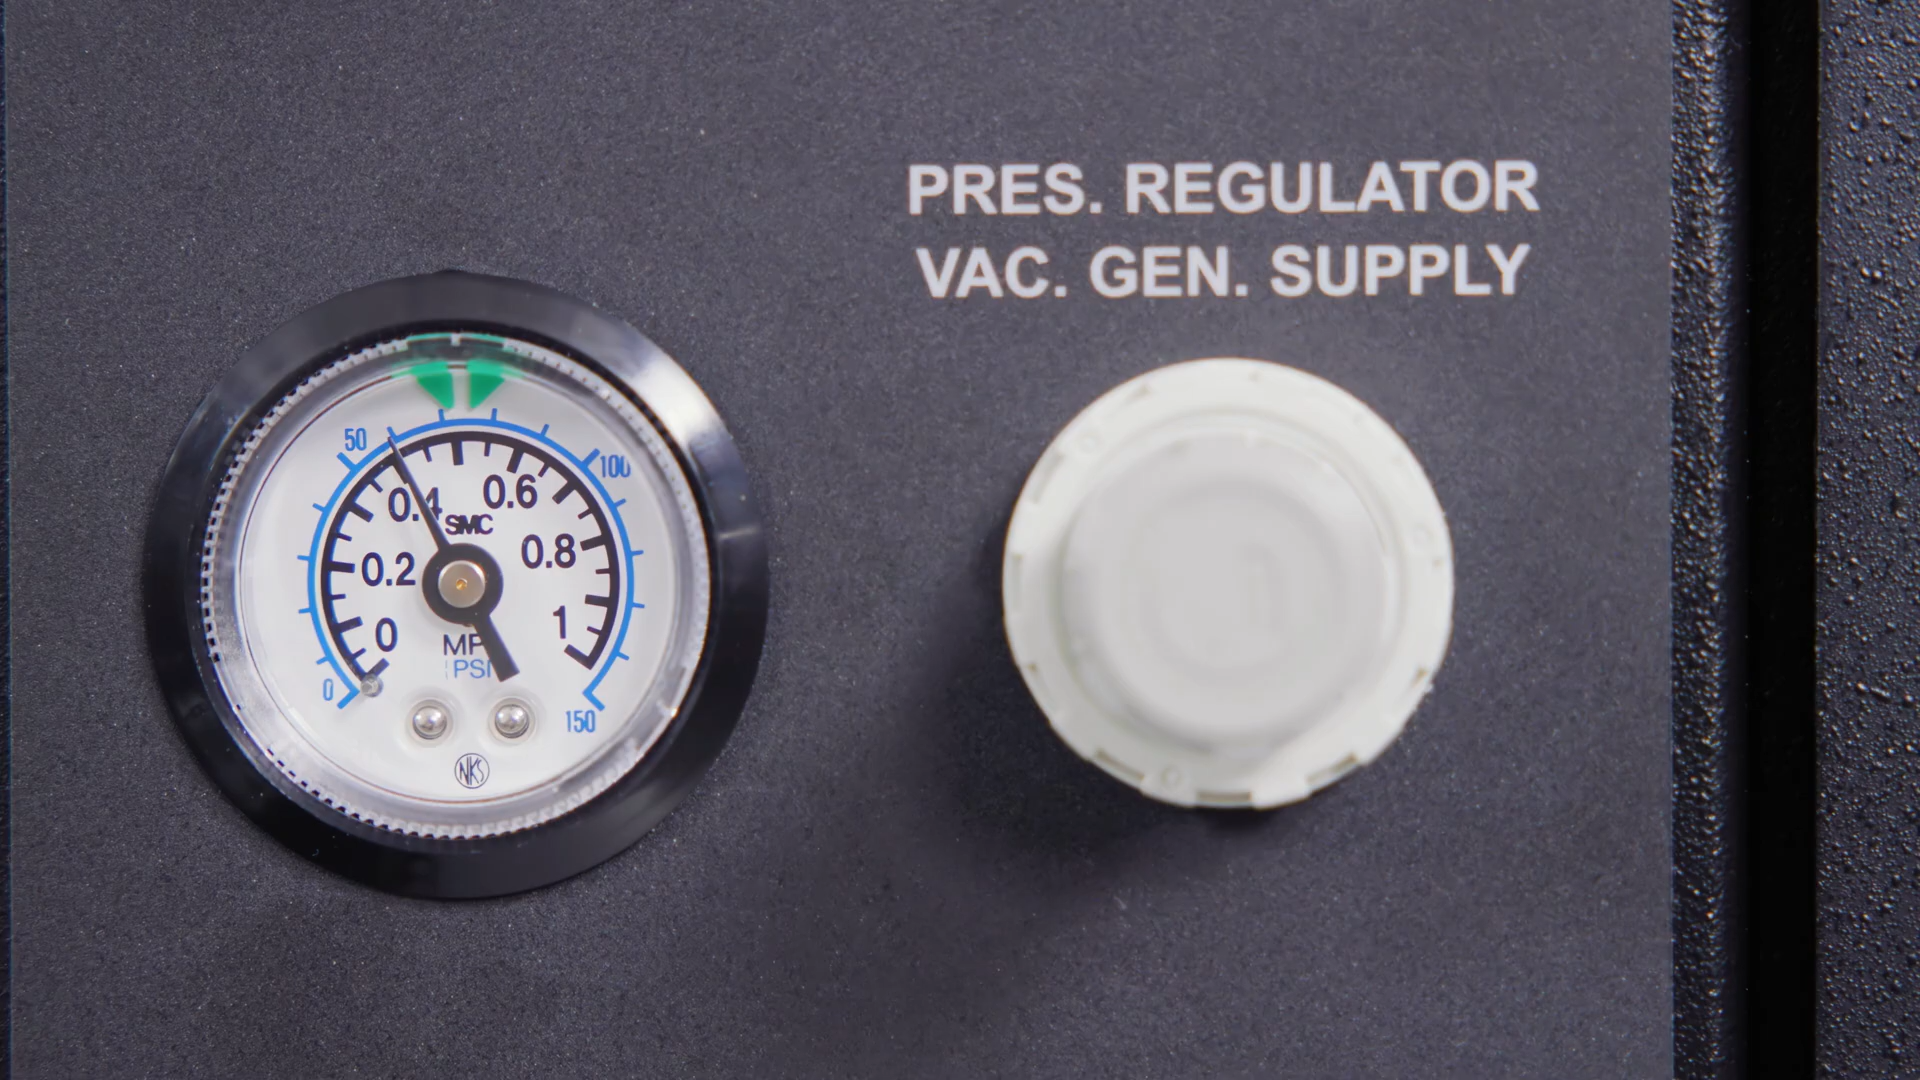 PRES. REGULATOR
VAC. GEN. SUPPLY
50
100
0.4
0.6
SMC
0.2
0.8
0
1
MP
PSI
0
150
NKS